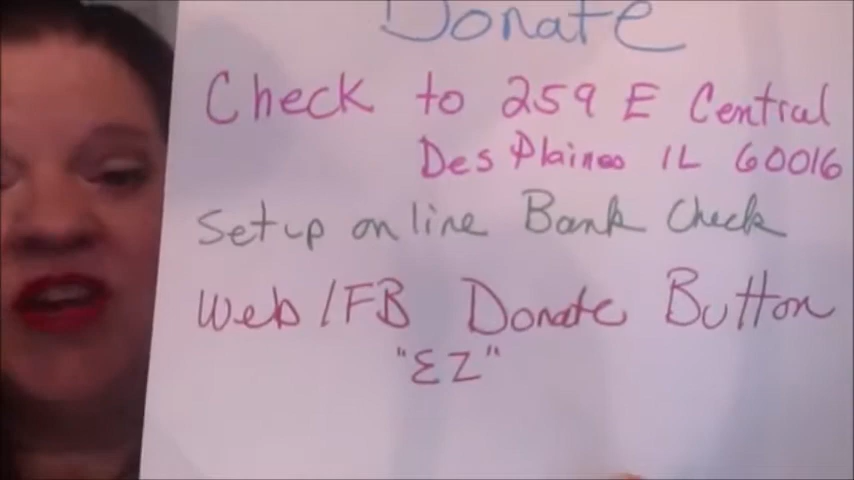 Donate
Check to 259 E Central
Des Plaines IL 60016
Setup online Bank Check
Web/FB Donate Button
"EZ"